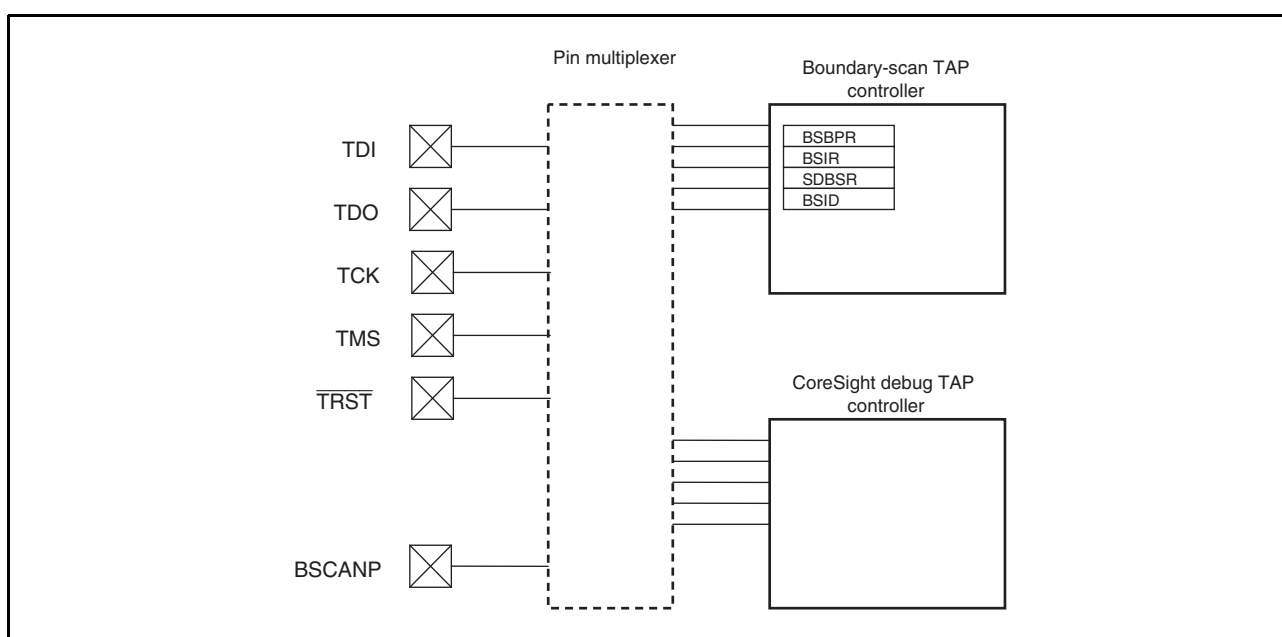 Pin multiplexer
Boundary-scan TAP
controller
TDI
TDO
TCK
TMS
TRST
BSCANP
BSBPR
BSIR
SDBSR
BSID
CoreSight debug TAP
controller